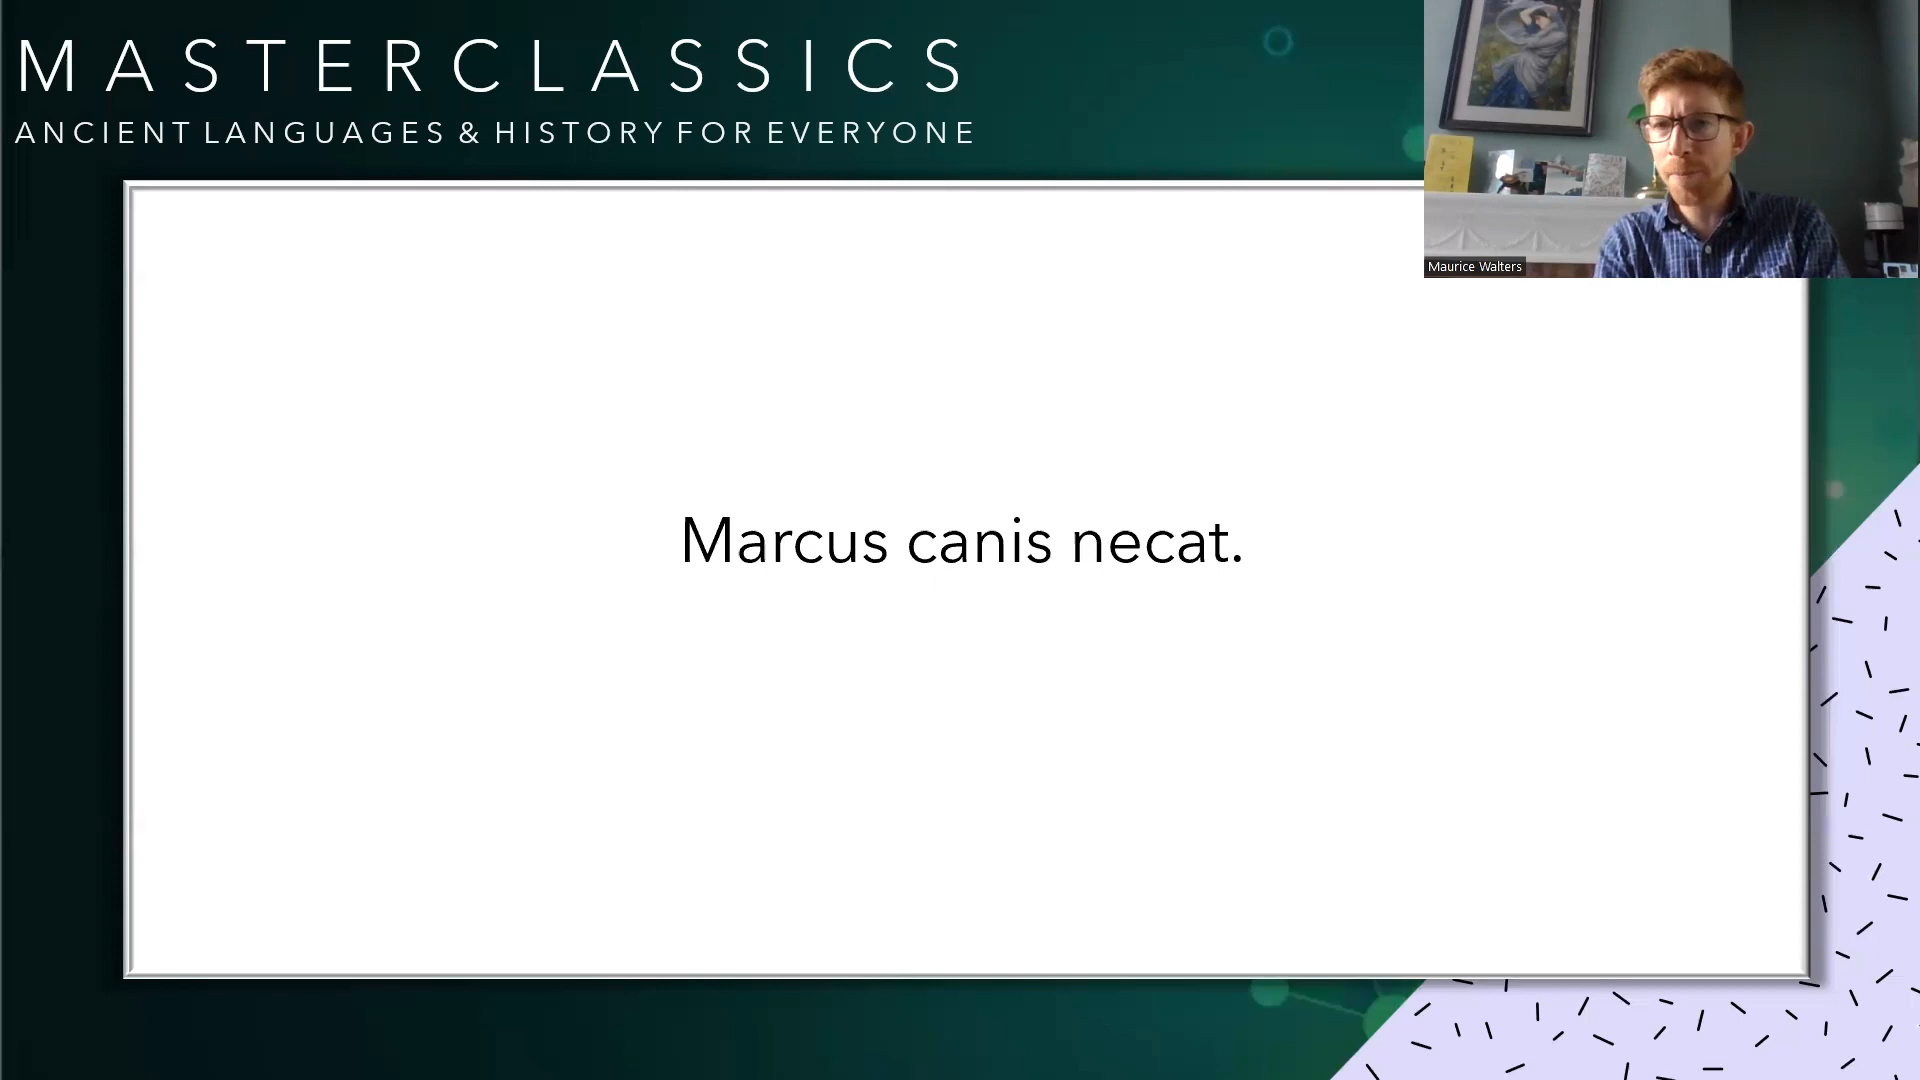 MASTERCLASSICS
ANCIENT LANGUAGES & HISTORY FOR EVERYONE
Maurice Walters
Marcus canis necat.